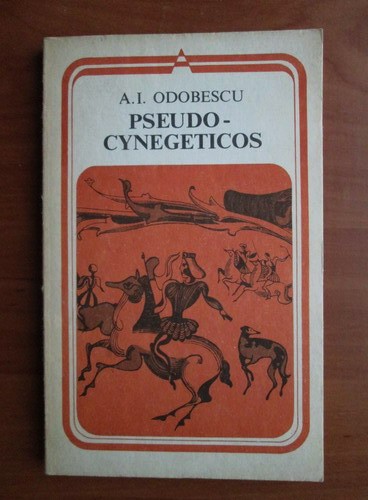 A.I. ODOBESCU
PSEUDO-
CYNEGETICOS